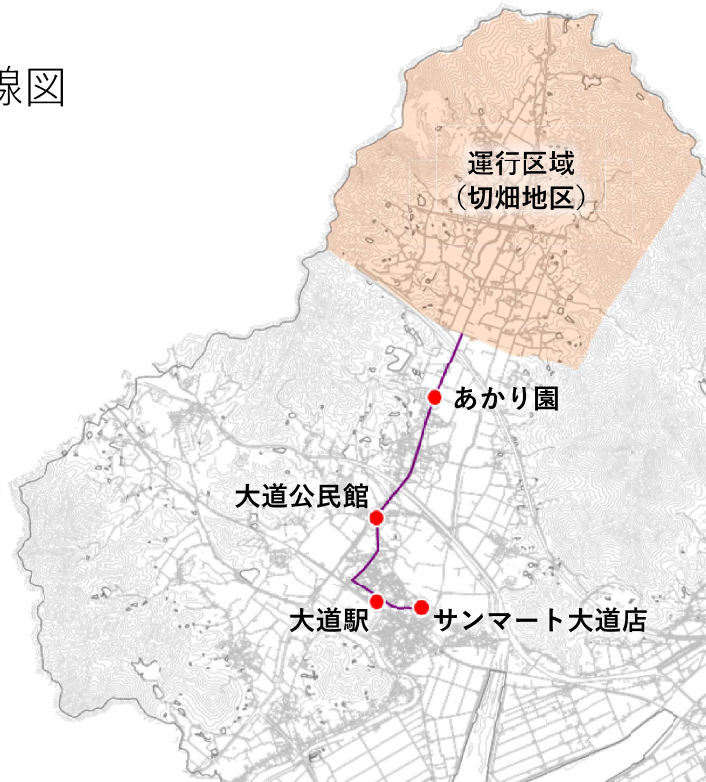 線図
運行区域
（切畑地区）
あかり園
大道公民館
大道駅
サンマート大道店